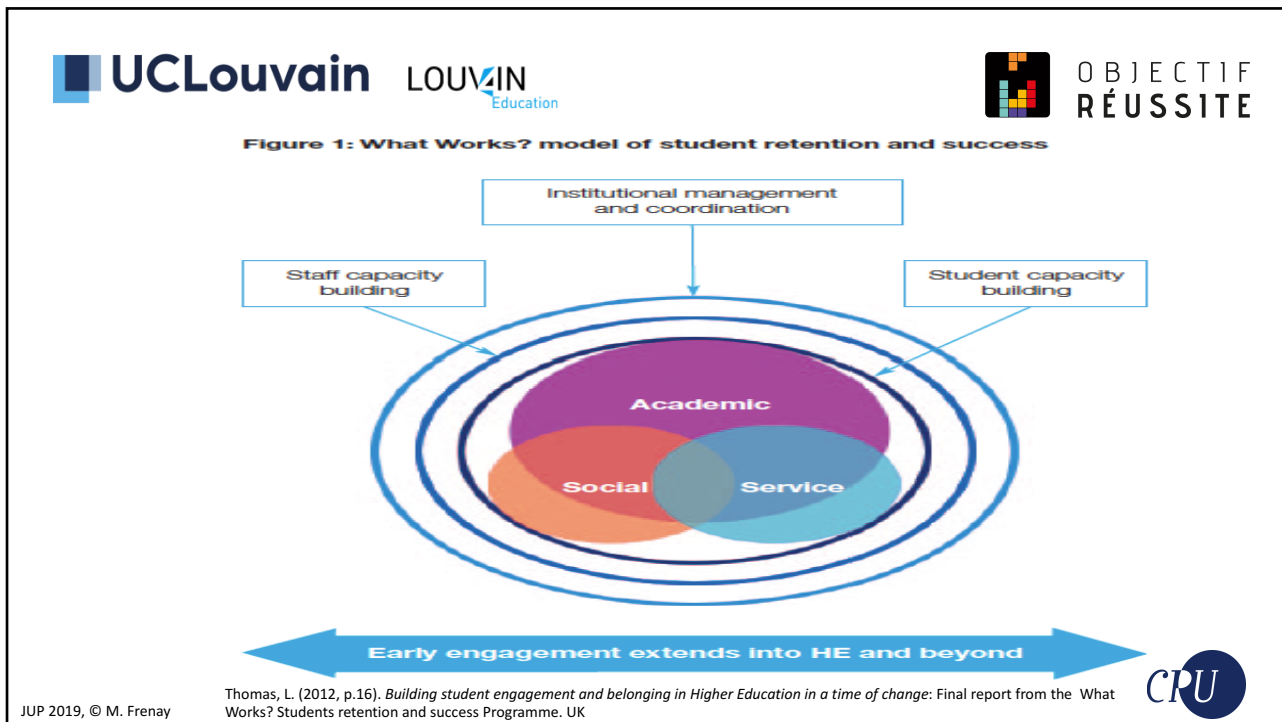 UCLouvain
LOUVAIN
Education
OBJECTIF
RÉUSSITE
Figure 1: What Works? model of student retention and success
Institutional management
and coordination
Staff capacity
building
Student capacity
building
Academic
Social
Service
Early engagement extends into HE and beyond
JUP 2019, © M. Frenay
Thomas, L. (2012, p.16). Building student engagement and belonging in Higher Education in a time of change: Final report from the What
Works? Students retention and success Programme. UK
CPU